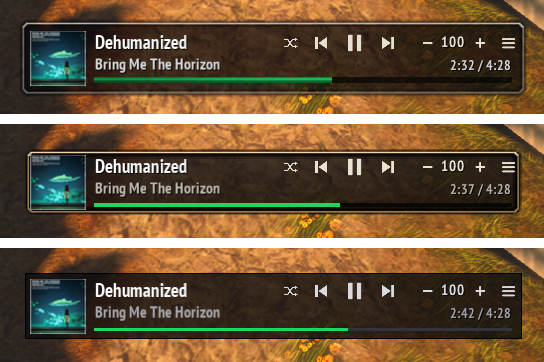 Dehumanized
— 100 +
Bring Me The Horizon
2:32 / 4:28
Dehumanized
— 100 +
Bring Me The Horizon
2:37 / 4:28
Dehumanized
— 100 +
Bring Me The Horizon
2:42 / 4:28